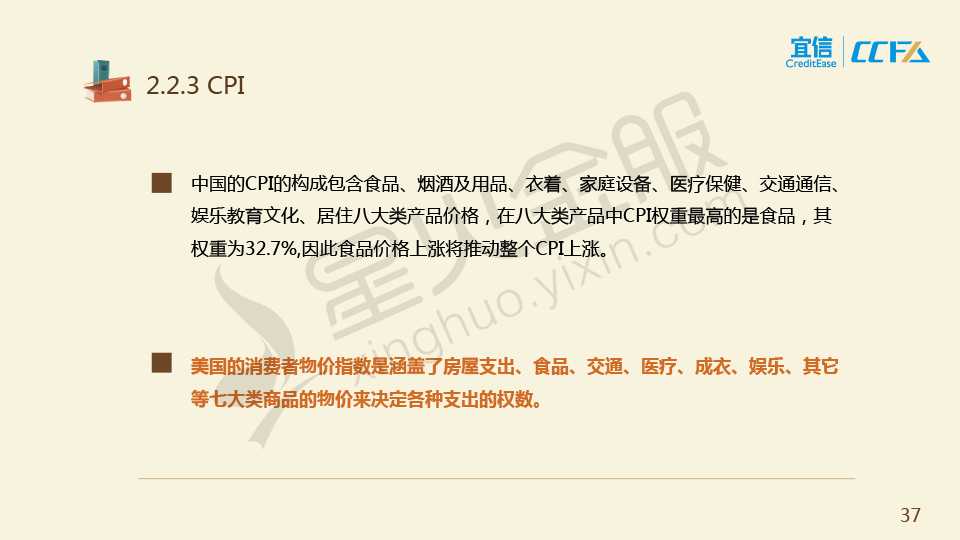 宜信
CreditEase
CCFA
2.2.3 CPI
中国的CPI的构成包含食品、烟酒及用品、衣着、家庭设备、医疗保健、交通通信、
娱乐教育文化、居住八大类产品价格，在八大类产品中CPI权重最高的是食品，其
权重为32.7%,因此食品价格上涨将推动整个CPI上涨。
星火金服
xinghuo.yixin.com
美国的消费者物价指数是涵盖了房屋支出、食品、交通、医疗、成衣、娱乐、其它
等七大类商品的物价来决定各种支出的权数。
37